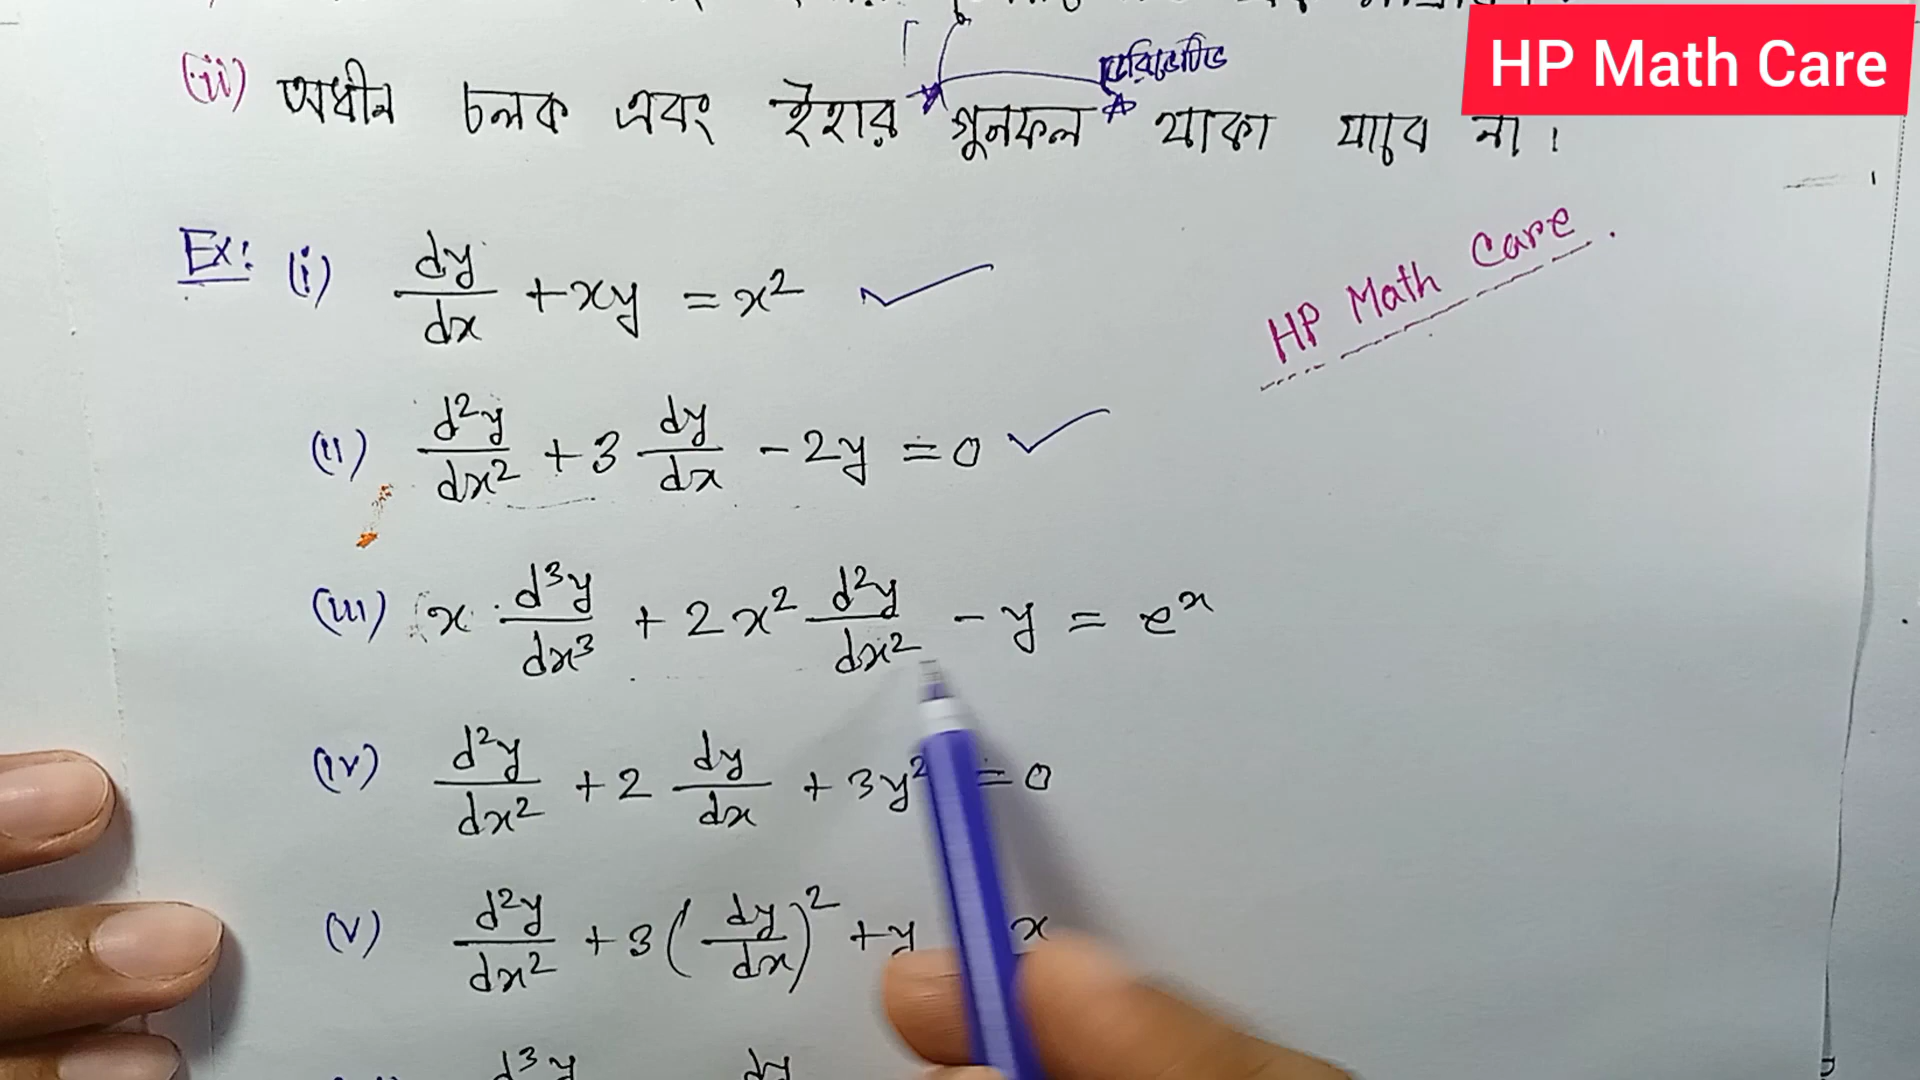 HP Math Care
ডেরিভেটিভ
(ii) অধীন চলক এবং ইহার গুনফল থাকা যাবে না।
Ex: (i) dy/dx + xy = x²
HP Math Care.
(ii) d²y/dx² + 3 dy/dx - 2y = 0
(iii) x · d³y/dx³ + 2x² d²y/dx² - y = eˣ
(iv) d²y/dx² + 2 dy/dx + 3y² = 0
(v) d²y/dx² + 3(dy/dx)² + y x
d³y dy